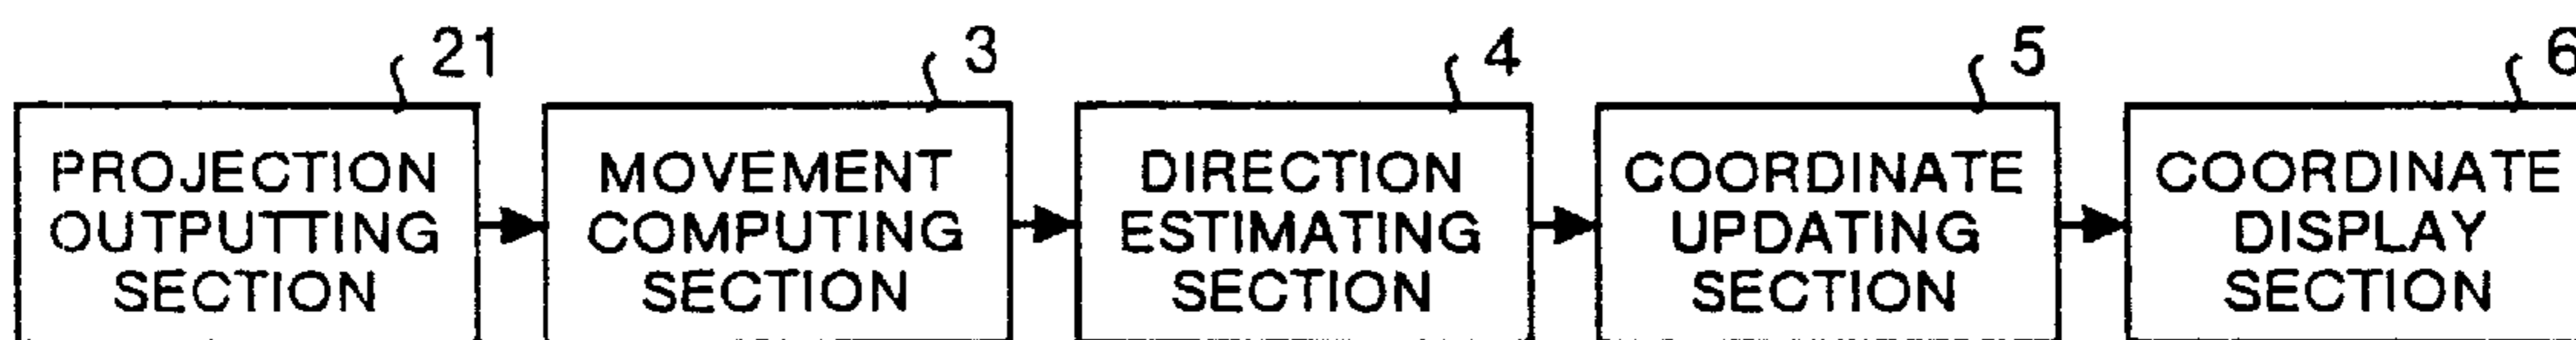 21
3
4
5
6
PROJECTION
OUTPUTTING
SECTION
MOVEMENT
COMPUTING
SECTION
DIRECTION
ESTIMATING
SECTION
COORDINATE
UPDATING
SECTION
COORDINATE
DISPLAY
SECTION